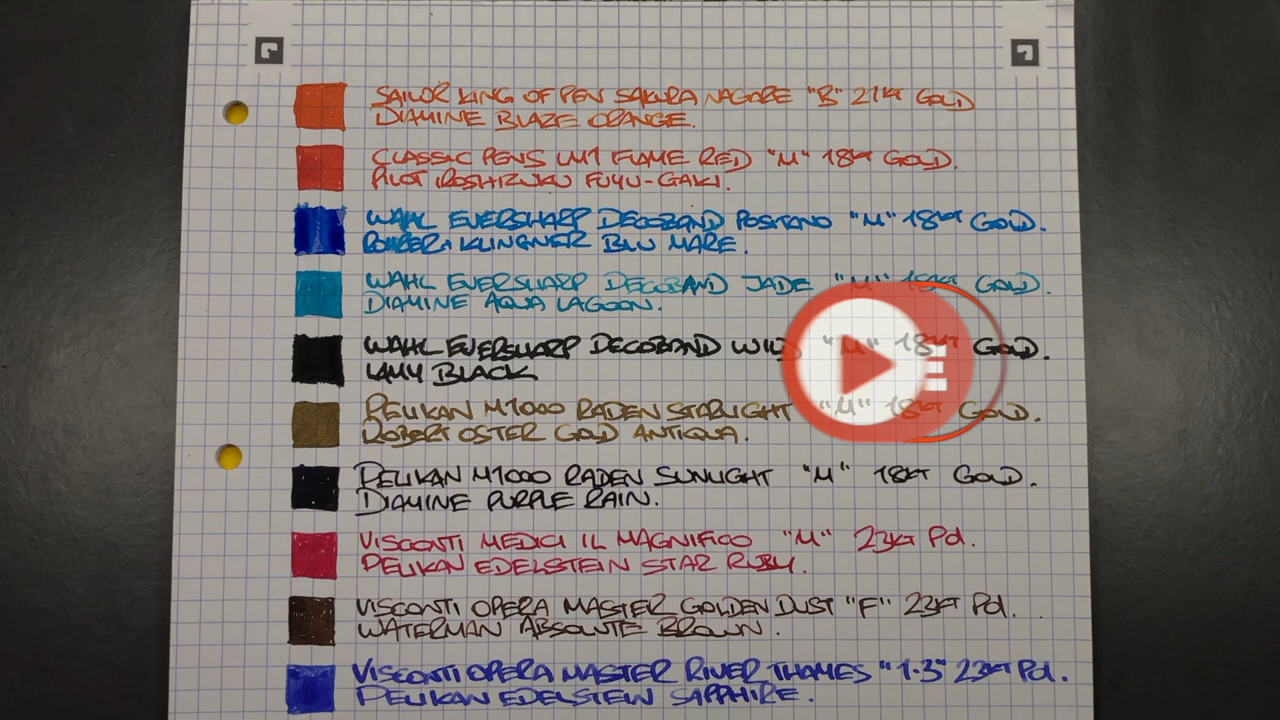 SAILOR KING OF PEN SAKURA NAGARE "B" 21KT GOLD
DIAMINE BLAZE ORANGE.
CLASSIC PENS LM1 FLAME RED "M" 18KT GOLD.
PILOT IROSHIZUKU FUYU-GAKI.
WAHL EVERSHARP DECOBAND POSITANO "M" 18KT GOLD.
ROHRER + KLINGNER BLU MARE.
WAHL EVERSHARP DECOBAND JADE "M" 18KT GOLD.
DIAMINE AQUA LAGOON.
WAHL EVERSHARP DECOBAND WILD "M" 18KT GOLD.
LAMY BLACK
PELIKAN M1000 RADEN STARLIGHT "M" 18KT GOLD.
ROBERT OSTER GOLD ANTIQUA.
PELIKAN M1000 RADEN SUNLIGHT "M" 18KT GOLD.
DIAMINE PURPLE RAIN.
VISCONTI MEDICI IL MAGNIFICO "M" 23KT Pd.
PELIKAN EDELSTEIN STAR RUBY.
VISCONTI OPERA MASTER GOLDEN DUST "F" 23KT Pd.
WATERMAN ABSOLUTE BROWN.
VISCONTI OPERA MASTER RIVER THAMES "1.3" 23KT Pd.
PELIKAN EDELSTEIN SAPPHIRE.